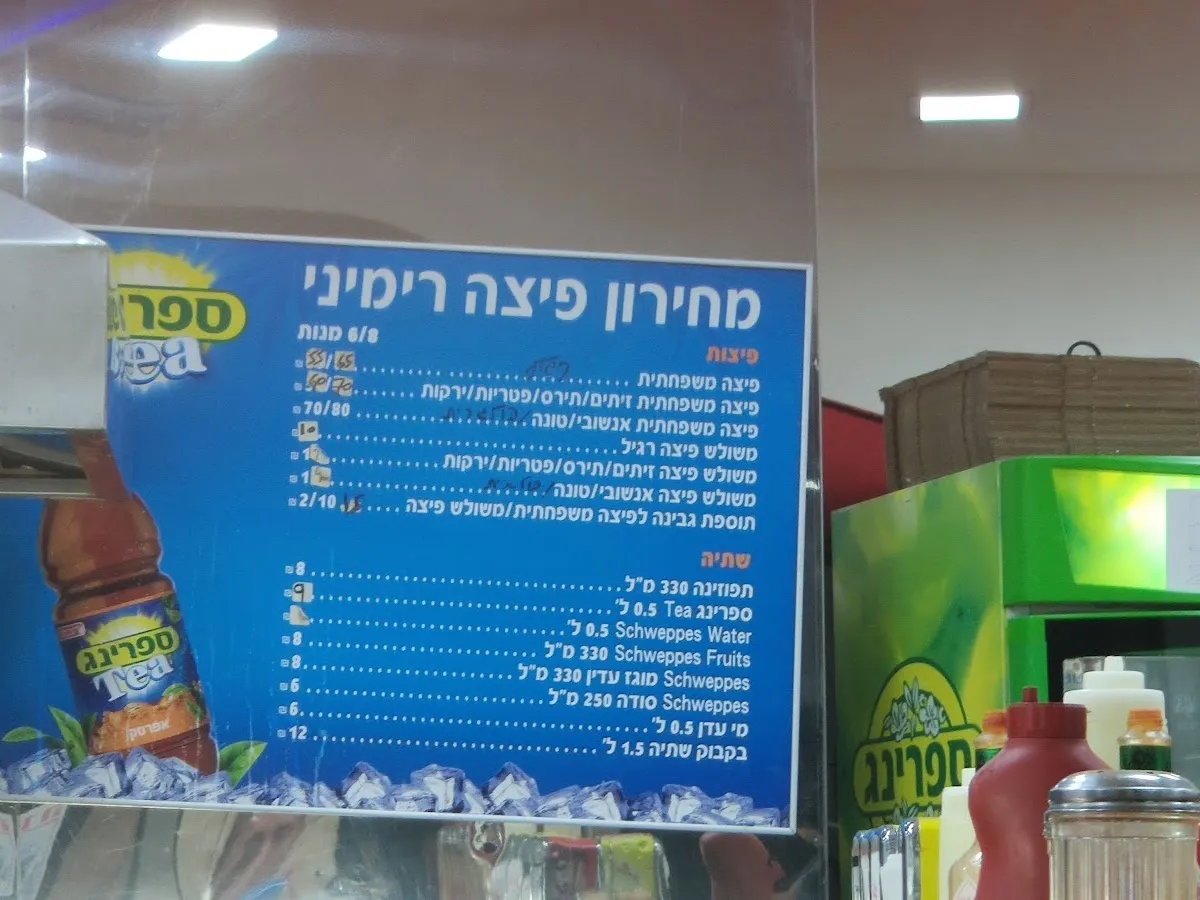 מחירון פיצה רימיני
6/8 מנות
פיצות
פיצה משפחתית ..... 55/65 ₪
פיצה משפחתית זיתים/תירס/פטריות/ירקות ..... 60/70 ₪
פיצה משפחתית אנשובי/טונה/ ..... 70/80 ₪
משולש פיצה רגיל ..... 10 ₪
משולש פיצה זיתים/תירס/פטריות/ירקות ..... ₪
משולש פיצה אנשובי/טונה/ ..... ₪
תוספת גבינה לפיצה משפחתית/משולש פיצה .... 2/10 ₪
שתיה
תפוזינה 330 מ"ל ..... 8 ₪
ספרינג Tea 0.5 ל' ..... 9 ₪
Schweppes Water 0.5 ל' ..... ₪
Schweppes Fruits 330 מ"ל ..... 8 ₪
Schweppes מוגז עדין 330 מ"ל ..... 8 ₪
Schweppes סודה 250 מ"ל ..... 6 ₪
מי עדן 0.5 ל' ..... 6 ₪
בקבוק שתיה 1.5 ל' ..... 12 ₪
ספרינג
Tea
אפרסק
ספרינג